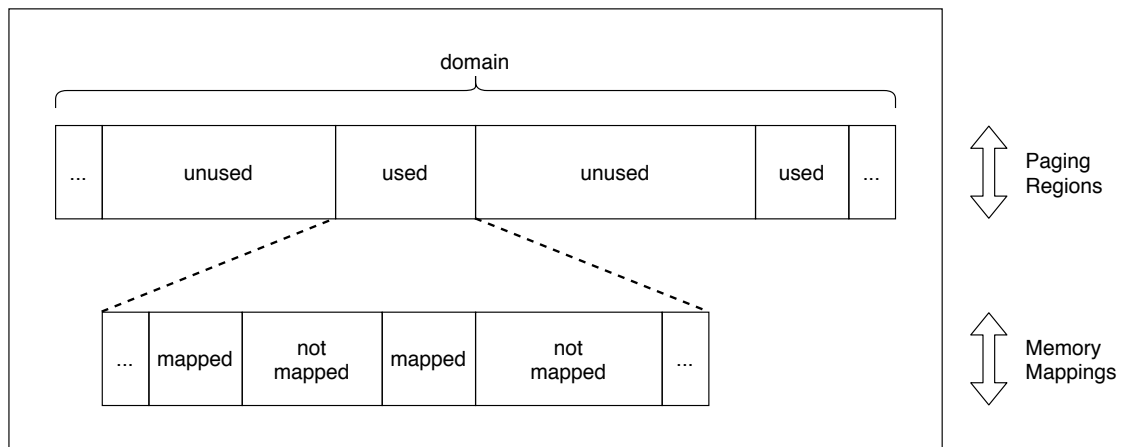 domain
... unused used unused used ...
Paging
Regions
... mapped not mapped mapped not mapped ...
Memory
Mappings